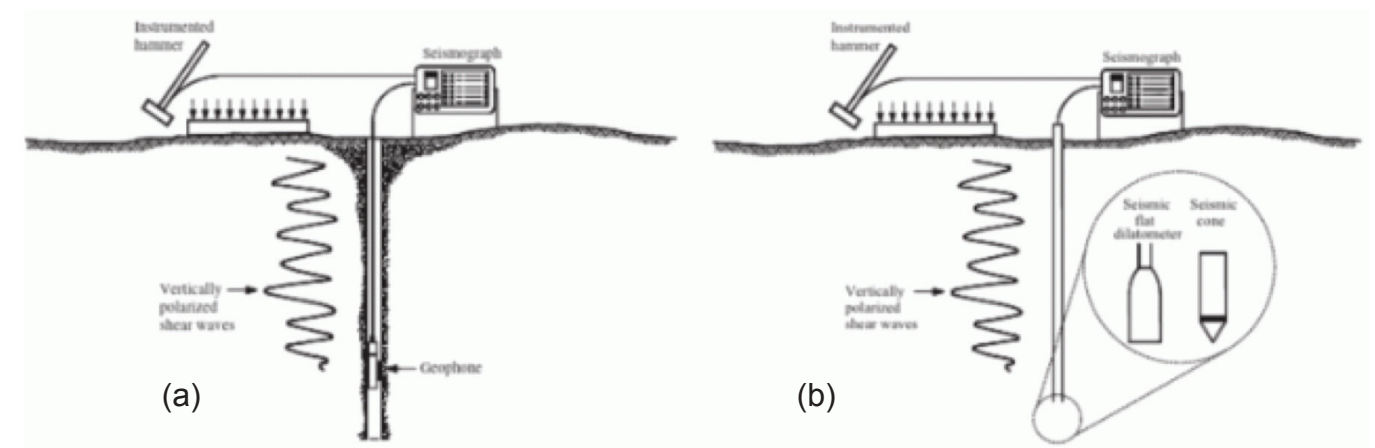 Instrumented
hammer
Seismograph
Vertically
polarized
shear waves
Geophone
(a)
Instrumented
hammer
Seismograph
Seismic
flat
dilatometer
Seismic
cone
Vertically
polarized
shear waves
(b)